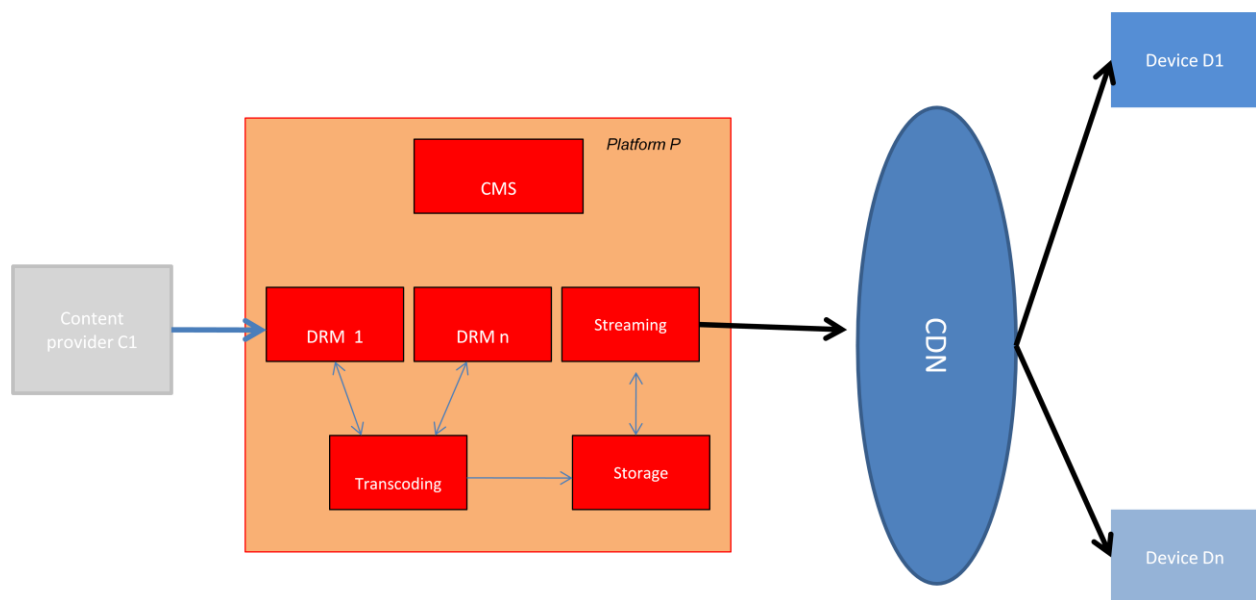 Device D1
Platform P
CMS
Content
provider C1
DRM  1
DRM n
Streaming
CDN
Transcoding
Storage
Device Dn